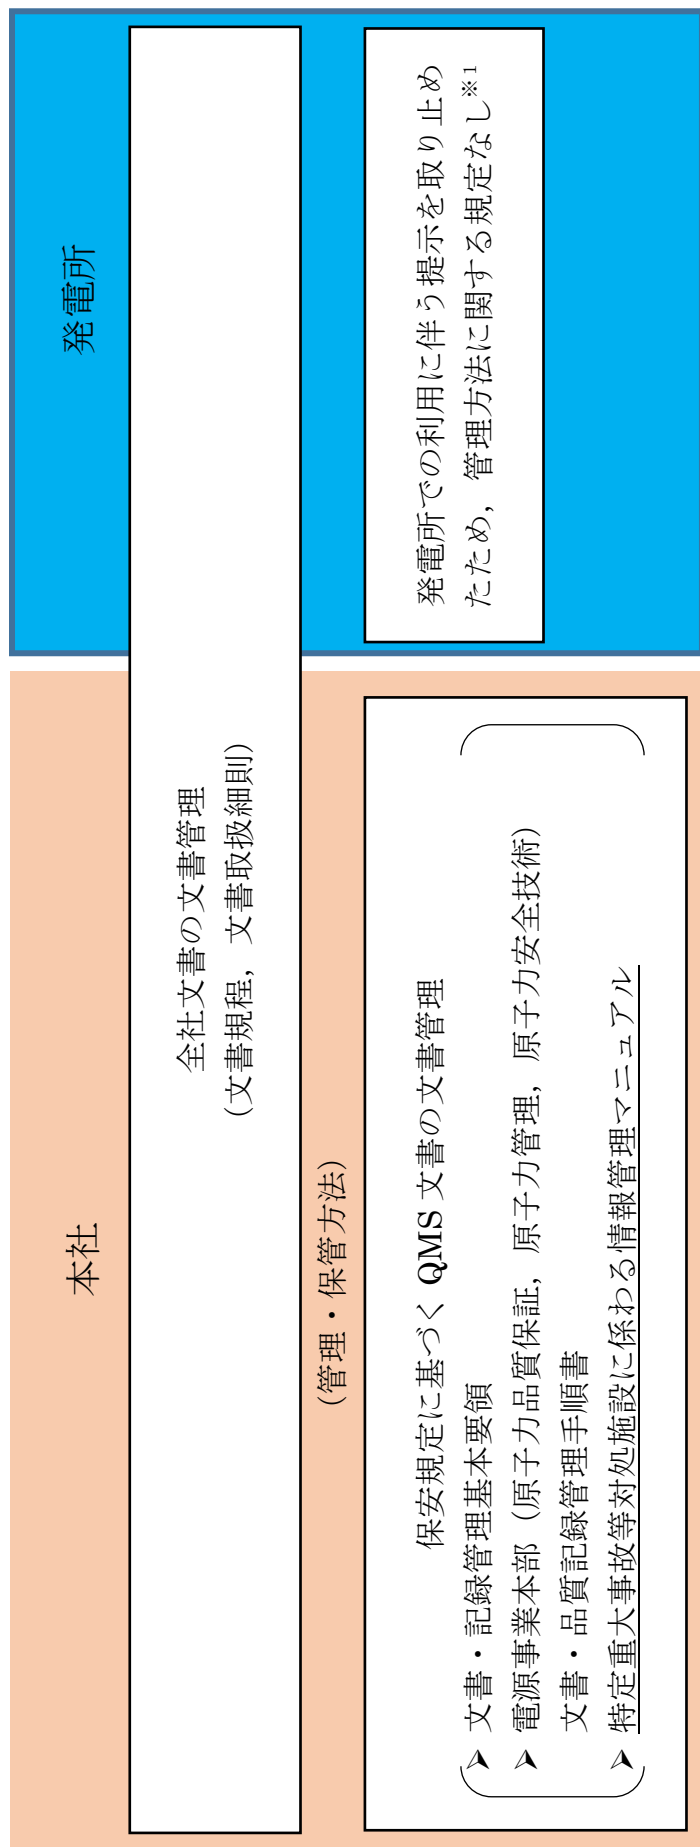 本社
発電所
全社文書の文書管理
(文書規程，文書取扱細則)
(管理・保管方法)
保安規定に基づく QMS 文書の文書管理
➢ 文書・記録管理基本要領
➢ 電源事業本部（原子力品質保証，原子力管理，原子力安全技術）
文書・品質記録管理手順書
➢ 特定重大事故等対処施設に係わる情報管理マニュアル
発電所での利用に伴う提示を取り止め
たため，管理方法に関する規定なし※1